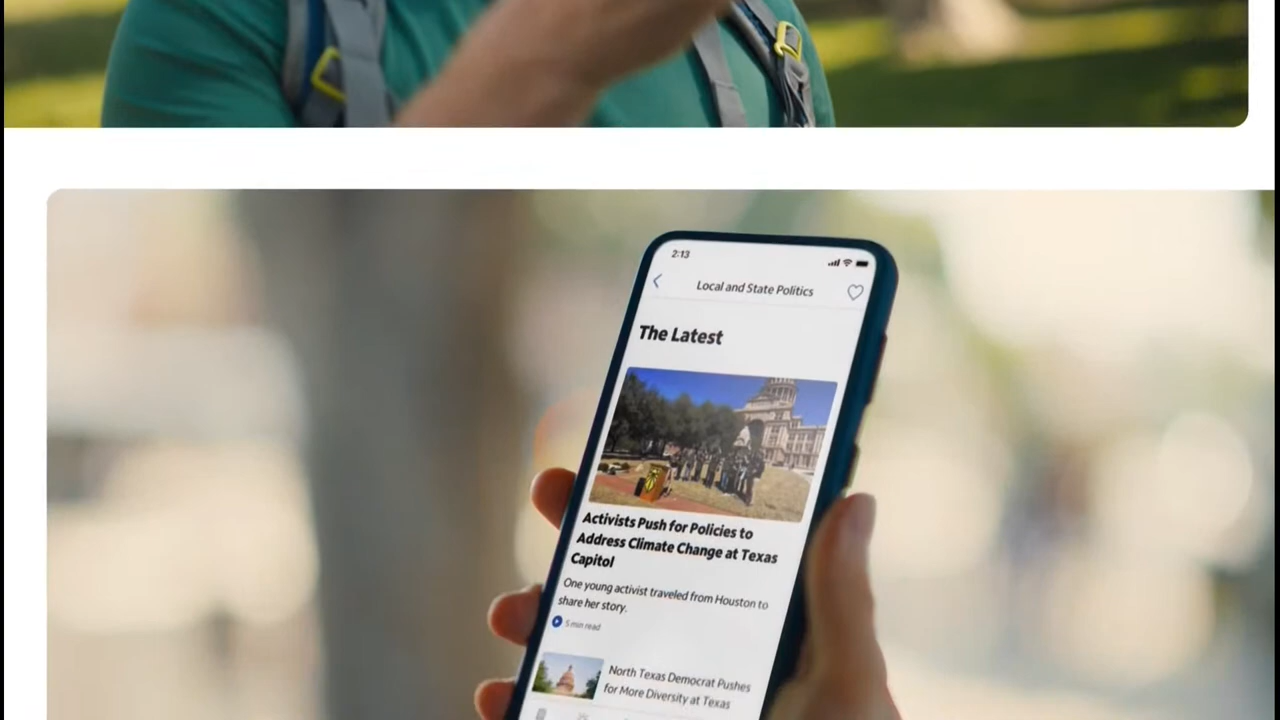 2:13
Local and State Politics
The Latest
Activists Push for Policies to
Address Climate Change at Texas
Capitol
One young activist traveled from Houston to
share her story.
5 min read
North Texas Democrat Pushes
for More Diversity at Texas